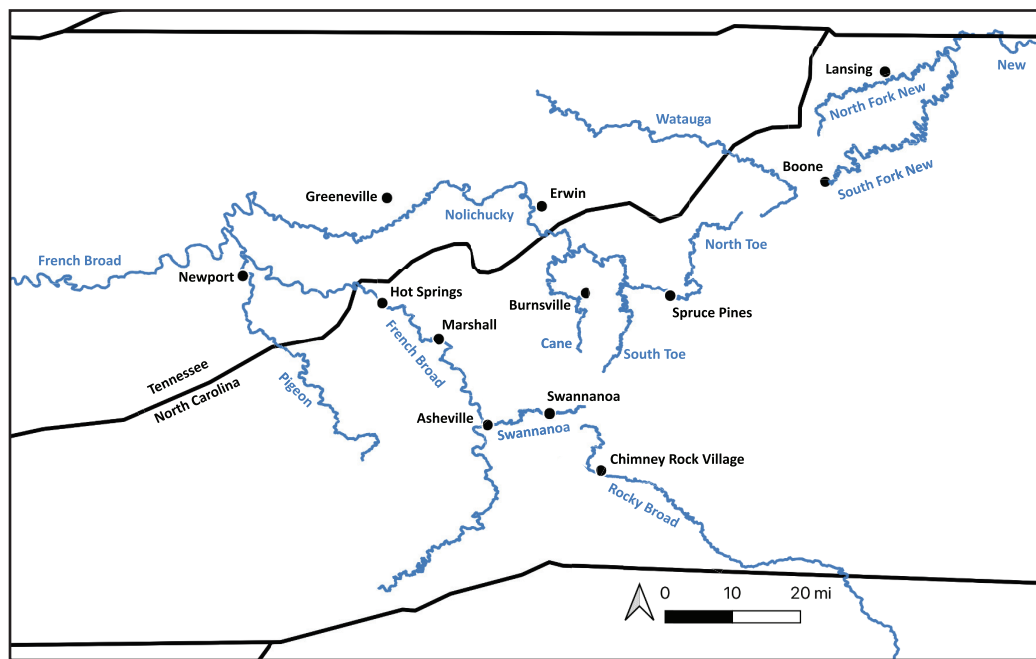 Lansing
New
North Fork New
Watauga
Boone
South Fork New
Greeneville
Erwin
Nolichucky
North Toe
French Broad
Newport
Hot Springs
Burnsville
Spruce Pines
Marshall
French Broad
Cane
South Toe
Tennessee
North Carolina
Pigeon
Swannanoa
Asheville
Swannanoa
Chimney Rock Village
Rocky Broad
0 10 20 mi